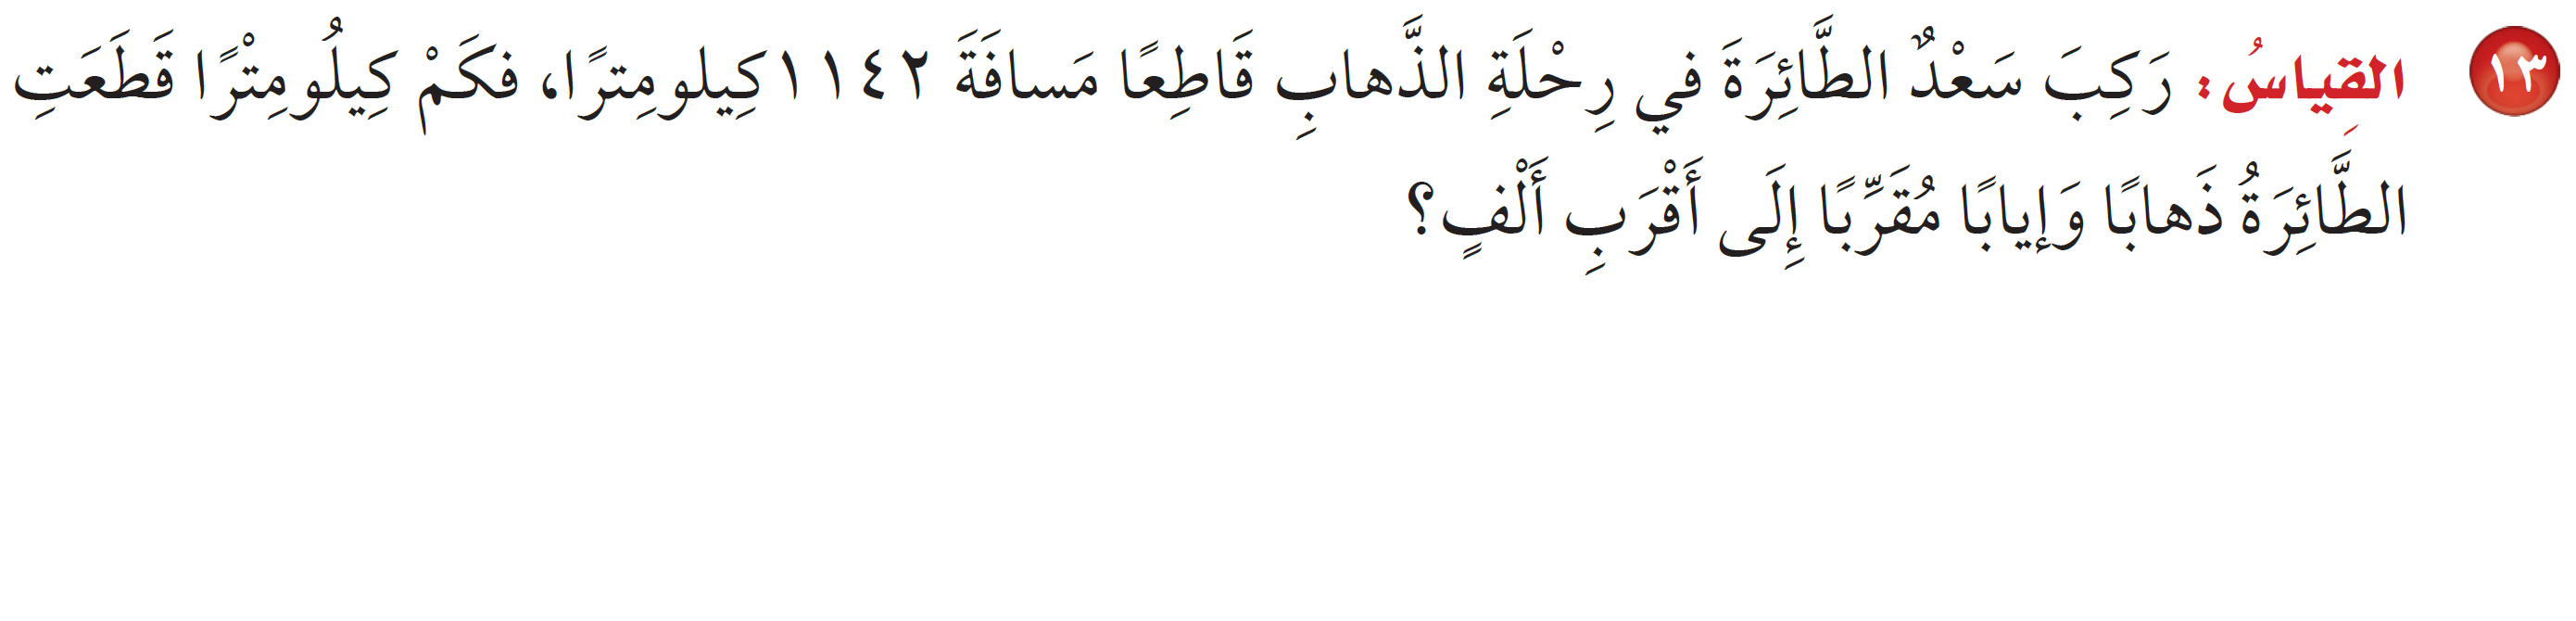 ١٣ القِياسُ: رَكِبَ سَعْدٌ الطَّائِرَةَ في رِحْلَةِ الذَّهابِ قَاطِعًا مَسافَةَ ١١٤٢ كِيلومِترًا، فكَمْ كِيلُومِتْرًا قَطَعَتِ
الطَّائِرَةُ ذَهابًا وَإيابًا مُقَرِّبًا إِلَى أَقْرَبِ أَلْفٍ؟